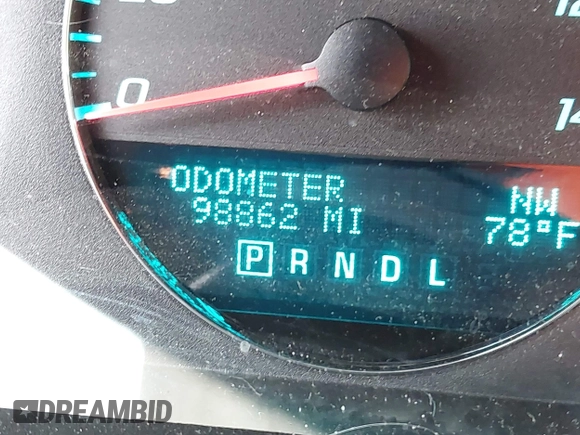 0
ODOMETER
98862 MI
NW
78°F
P R N D L
DREAMBID